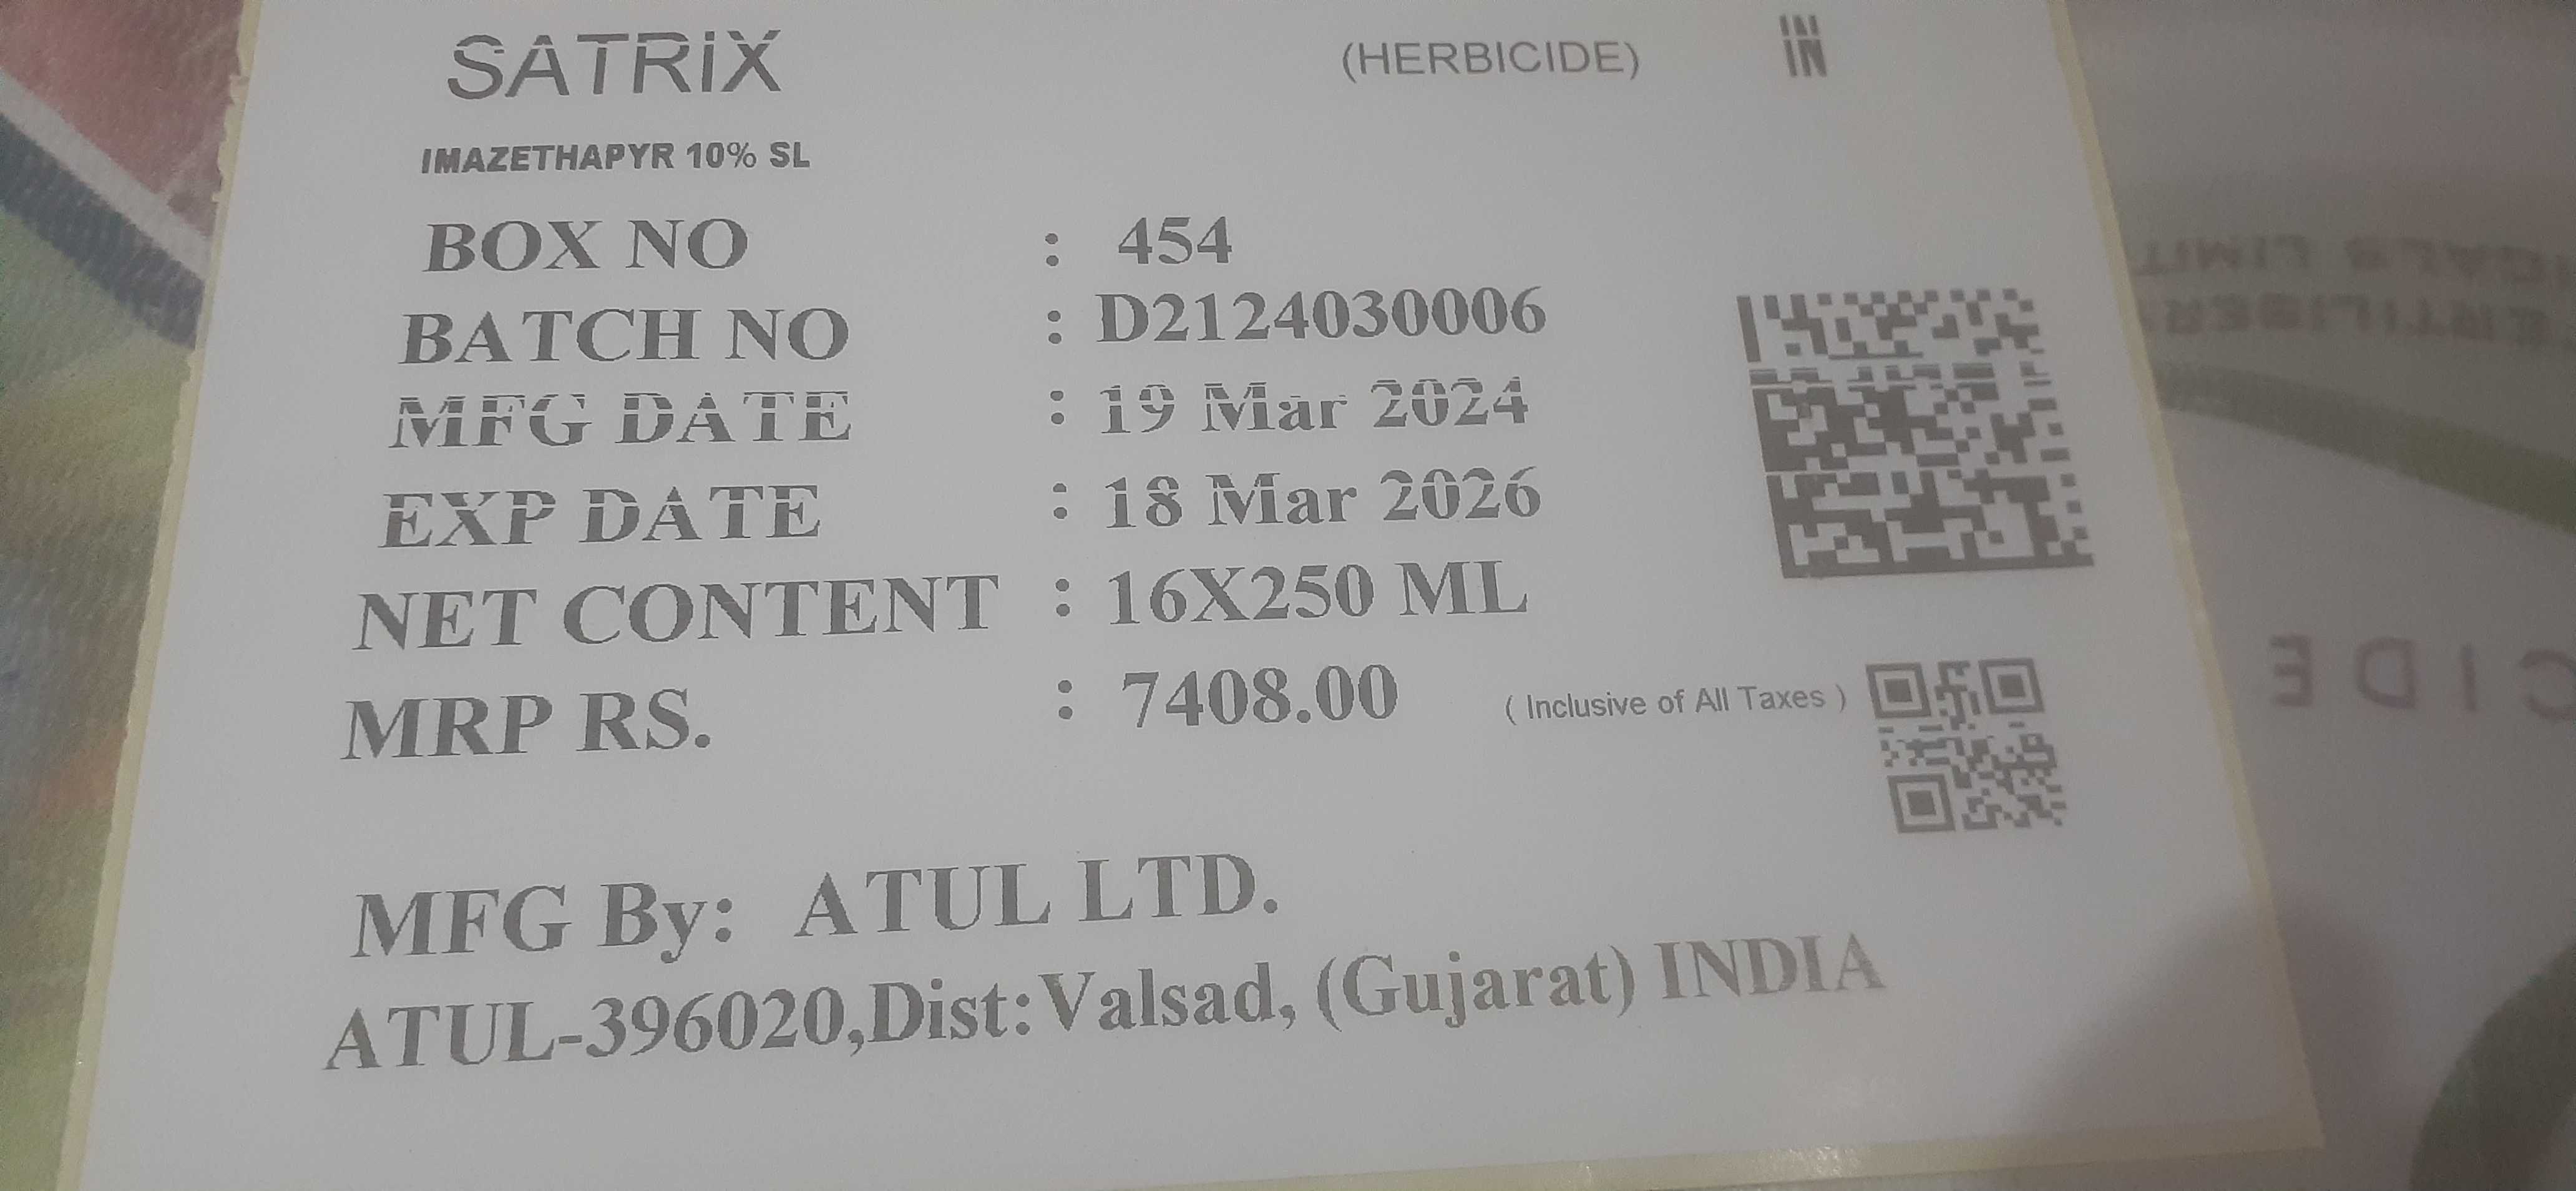 SATRiX (HERBICIDE) IN
IMAZETHAPYR 10% SL
BOX NO : 454
BATCH NO : D2124030006
MFG DATE : 19 Mar 2024
EXP DATE : 18 Mar 2026
NET CONTENT : 16X250 ML
MRP RS. : 7408.00 ( Inclusive of All Taxes )
MFG By: ATUL LTD.
ATUL-396020,Dist:Valsad, (Gujarat) INDIA